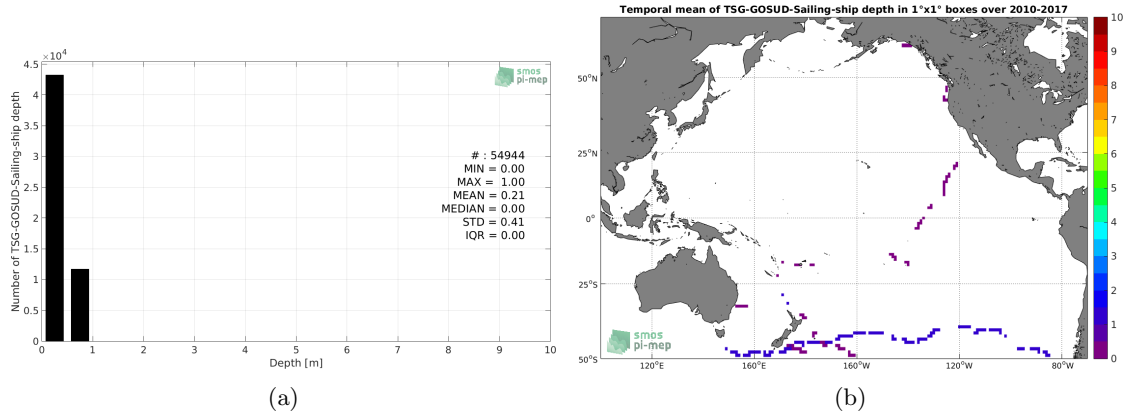 Temporal mean of TSG-GOSUD-Sailing-ship depth in 1°x1° boxes over 2010-2017
×10⁴
4.5
4
3.5
3
2.5
2
1.5
1
0.5
0
Number of TSG-GOSUD-Sailing-ship depth
smos
pi-mep
# : 54944
MIN = 0.00
MAX = 1.00
MEAN = 0.21
MEDIAN = 0.00
STD = 0.41
IQR = 0.00
0 1 2 3 4 5 6 7 8 9 10
Depth [m]
(a)
50°N
25°N
0°
25°S
50°S
smos
pi-mep
120°E 160°E 160°W 120°W 80°W
10
9
8
7
6
5
4
3
2
1
0
(b)